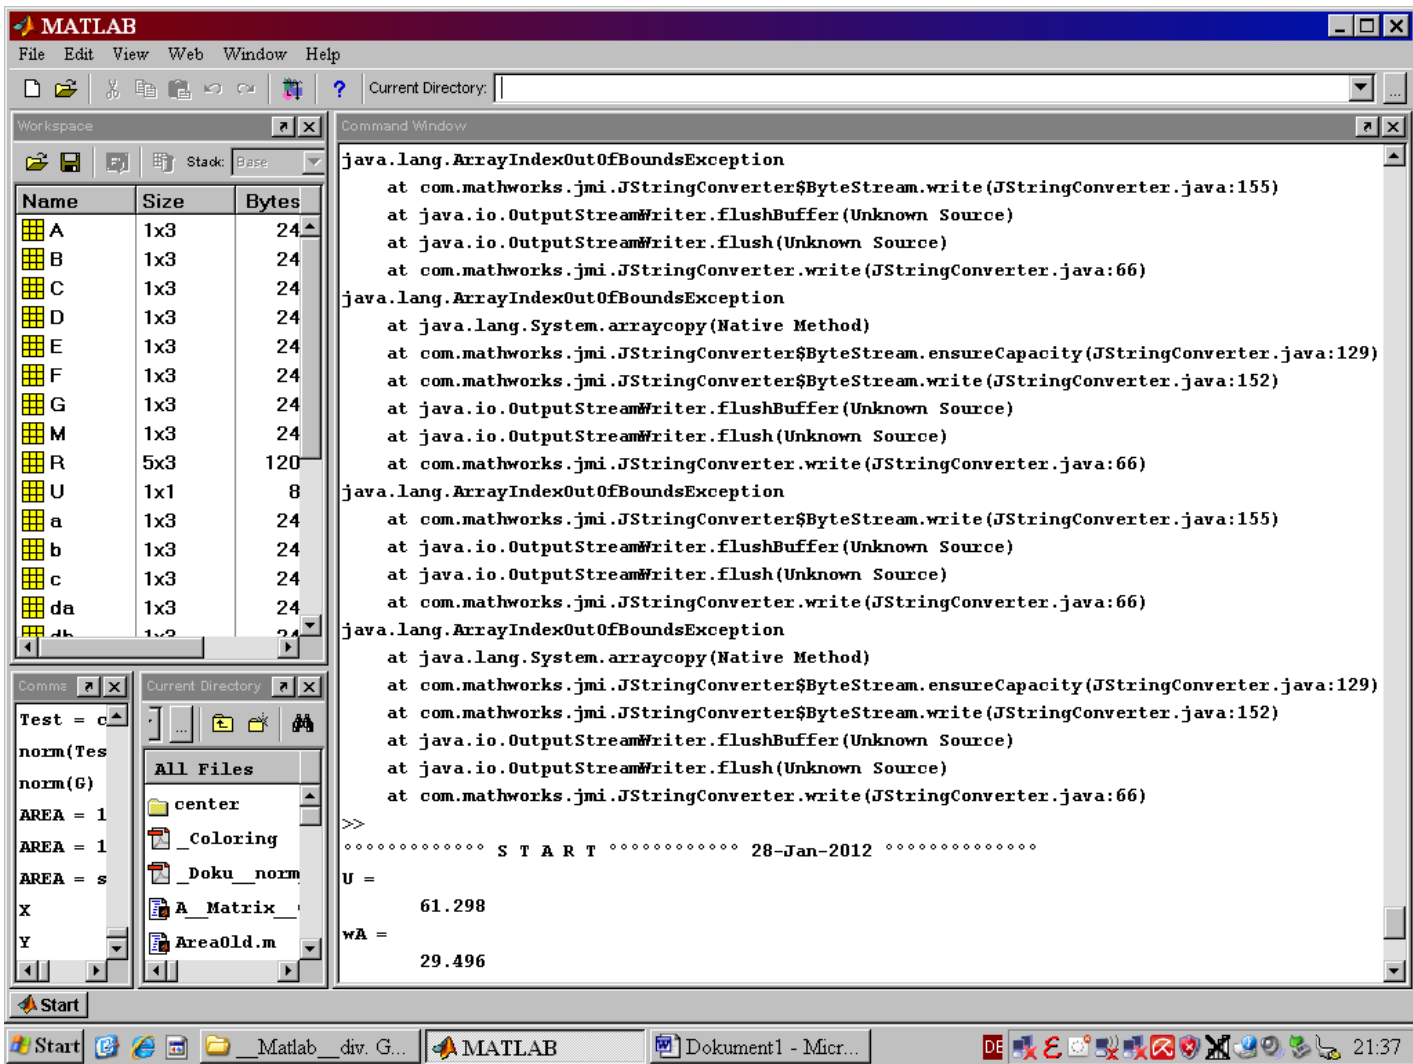 MATLAB
File Edit View Web Window Help
Current Directory:
Workspace
Stack: Base
Name Size Bytes
A 1x3 24
B 1x3 24
C 1x3 24
D 1x3 24
E 1x3 24
F 1x3 24
G 1x3 24
M 1x3 24
R 5x3 120
U 1x1 8
a 1x3 24
b 1x3 24
c 1x3 24
da 1x3 24
db 1x3 24
Comma
Test = c
norm(Tes
norm(G)
AREA = 1
AREA = 1
AREA = s
X
Y
Current Directory
...
All Files
center
_Coloring
_Doku__norm_
A__Matrix__
AreaOld.m
Command Window
java.lang.ArrayIndexOutOfBoundsException
at com.mathworks.jmi.JStringConverter$ByteStream.write(JStringConverter.java:155)
at java.io.OutputStreamWriter.flushBuffer(Unknown Source)
at java.io.OutputStreamWriter.flush(Unknown Source)
at com.mathworks.jmi.JStringConverter.write(JStringConverter.java:66)
java.lang.ArrayIndexOutOfBoundsException
at java.lang.System.arraycopy(Native Method)
at com.mathworks.jmi.JStringConverter$ByteStream.ensureCapacity(JStringConverter.java:129)
at com.mathworks.jmi.JStringConverter$ByteStream.write(JStringConverter.java:152)
at java.io.OutputStreamWriter.flushBuffer(Unknown Source)
at java.io.OutputStreamWriter.flush(Unknown Source)
at com.mathworks.jmi.JStringConverter.write(JStringConverter.java:66)
java.lang.ArrayIndexOutOfBoundsException
at com.mathworks.jmi.JStringConverter$ByteStream.write(JStringConverter.java:155)
at java.io.OutputStreamWriter.flushBuffer(Unknown Source)
at java.io.OutputStreamWriter.flush(Unknown Source)
at com.mathworks.jmi.JStringConverter.write(JStringConverter.java:66)
java.lang.ArrayIndexOutOfBoundsException
at java.lang.System.arraycopy(Native Method)
at com.mathworks.jmi.JStringConverter$ByteStream.ensureCapacity(JStringConverter.java:129)
at com.mathworks.jmi.JStringConverter$ByteStream.write(JStringConverter.java:152)
at java.io.OutputStreamWriter.flushBuffer(Unknown Source)
at java.io.OutputStreamWriter.flush(Unknown Source)
at com.mathworks.jmi.JStringConverter.write(JStringConverter.java:66)
>>
°°°°°°°°°°°°° S T A R T °°°°°°°°°°°° 28-Jan-2012 °°°°°°°°°°°°°°
U =
61.298
wA =
29.496
Start
Start __Matlab__div. G... MATLAB Dokument1 - Micr... DE 21:37